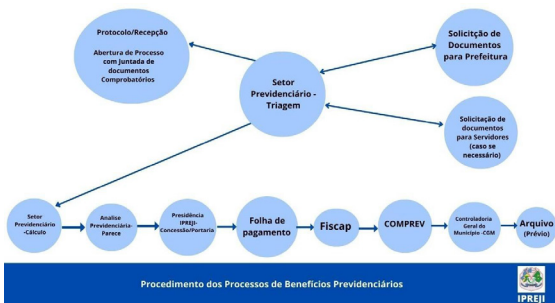 Protocolo/Recepção
Abertura de Processo
com Juntada de
documentos
Comprobatórios
Setor
Previdenciário -
Triagem
Solicitção de
Documentos
para Prefeitura
Solicitação de
documentos
para Servidores
(caso se
necessário)
Setor
Previdenciário
-Cálculo
Analise
Previdenciária-
Parece
Presidência
IPREJI-
Concessão/Portaria
Folha de
pagamento
Fiscap
COMPREV
Controladoria
Geral do
Município -CGM
Arquivo
(Prévio)
Procedimento dos Processos de Benefícios Previdenciários
IPREJI